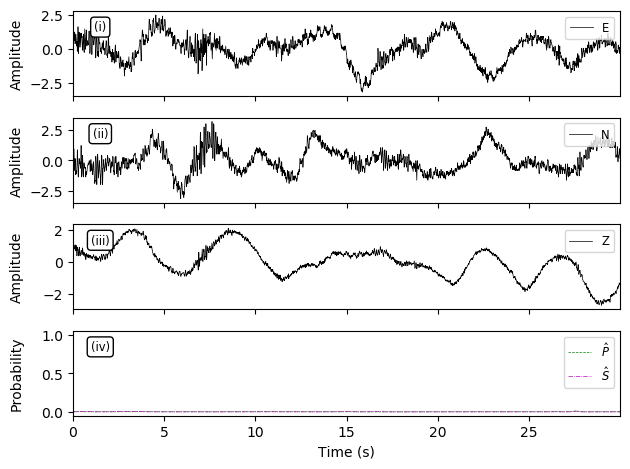 2.5
0.0
−2.5
Amplitude
(i)
E
2.5
0.0
−2.5
Amplitude
(ii)
N
2
0
−2
Amplitude
(iii)
Z
1.0
0.5
0.0
Probability
(iv)
P̂
Ŝ
0 5 10 15 20 25
Time (s)